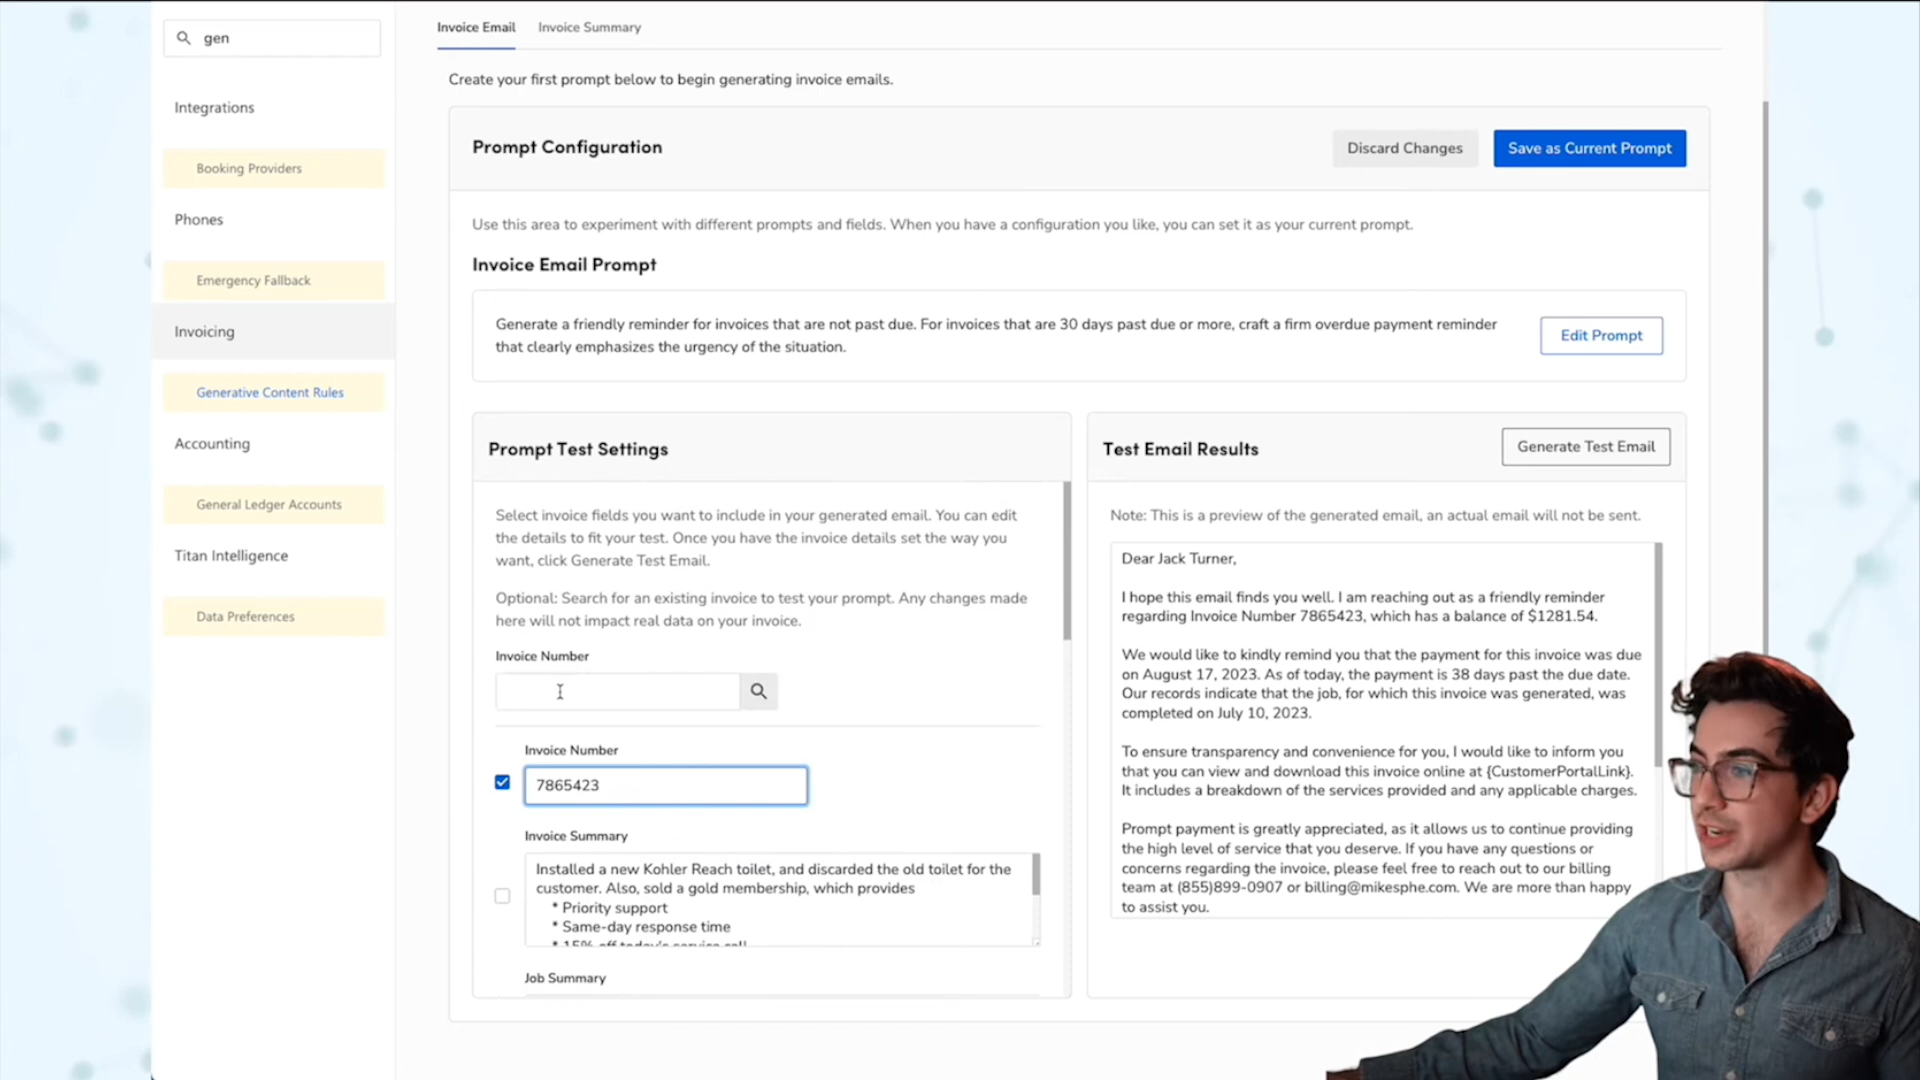 gen
Integrations
Booking Providers
Phones
Emergency Fallback
Invoicing
Generative Content Rules
Accounting
General Ledger Accounts
Titan Intelligence
Data Preferences
Invoice Email
Invoice Summary
Create your first prompt below to begin generating invoice emails.
Prompt Configuration
Discard Changes
Save as Current Prompt
Use this area to experiment with different prompts and fields. When you have a configuration you like, you can set it as your current prompt.
Invoice Email Prompt
Generate a friendly reminder for invoices that are not past due. For invoices that are 30 days past due or more, craft a firm overdue payment reminder
that clearly emphasizes the urgency of the situation.
Edit Prompt
Prompt Test Settings
Select invoice fields you want to include in your generated email. You can edit
the details to fit your test. Once you have the invoice details set the way you
want, click Generate Test Email.
Optional: Search for an existing invoice to test your prompt. Any changes made
here will not impact real data on your invoice.
Invoice Number
Invoice Number
7865423
Invoice Summary
Installed a new Kohler Reach toilet, and discarded the old toilet for the
customer. Also, sold a gold membership, which provides
* Priority support
* Same-day response time
* 15% off today's service call
Job Summary
Test Email Results
Generate Test Email
Note: This is a preview of the generated email, an actual email will not be sent.
Dear Jack Turner,
I hope this email finds you well. I am reaching out as a friendly reminder
regarding Invoice Number 7865423, which has a balance of $1281.54.
We would like to kindly remind you that the payment for this invoice was due
on August 17, 2023. As of today, the payment is 38 days past the due date.
Our records indicate that the job, for which this invoice was generated, was
completed on July 10, 2023.
To ensure transparency and convenience for you, I would like to inform you
that you can view and download this invoice online at {CustomerPortalLink}.
It includes a breakdown of the services provided and any applicable charges.
Prompt payment is greatly appreciated, as it allows us to continue providing
the high level of service that you deserve. If you have any questions or
concerns regarding the invoice, please feel free to reach out to our billing
team at (855)899-0907 or billing@mikesphe.com. We are more than happy
to assist you.